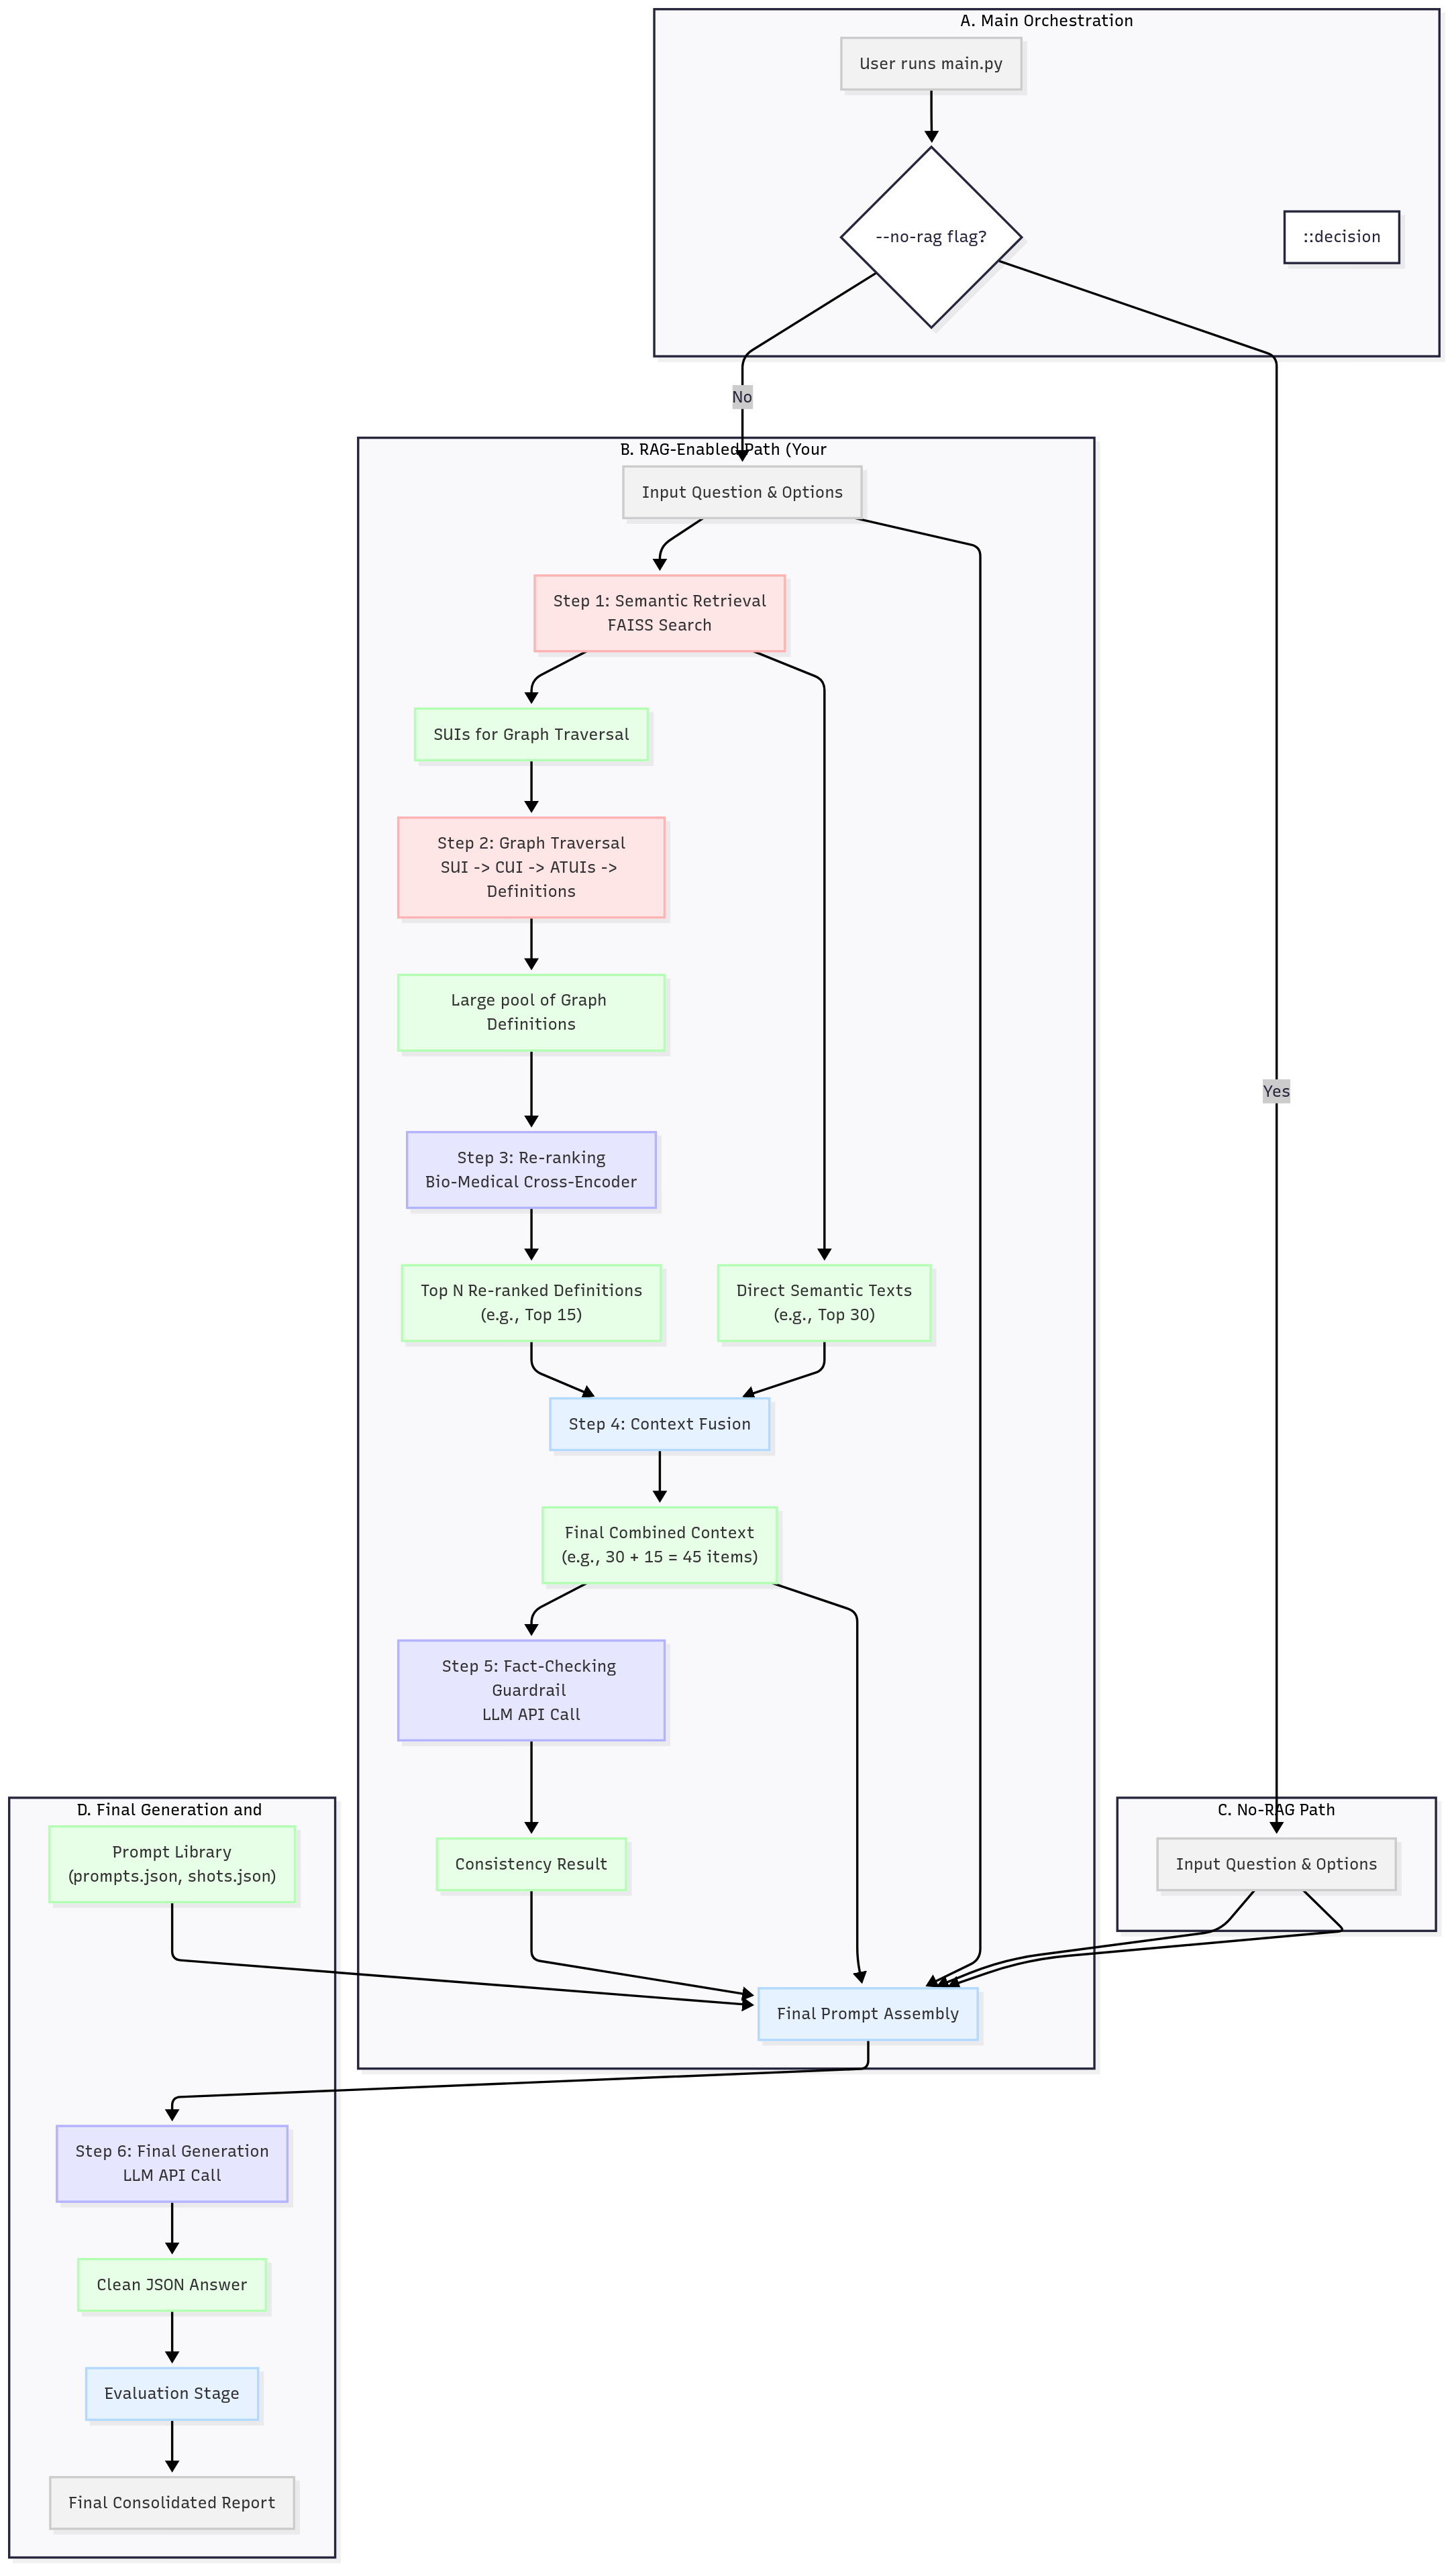 A. Main Orchestration
User runs main.py
--no-rag flag?
::decision
No
B. RAG-Enabled Path (Your
Input Question & Options
Step 1: Semantic Retrieval
FAISS Search
SUIs for Graph Traversal
Step 2: Graph Traversal
SUI -> CUI -> ATUIs ->
Definitions
Large pool of Graph
Definitions
Yes
Step 3: Re-ranking
Bio-Medical Cross-Encoder
Top N Re-ranked Definitions
(e.g., Top 15)
Direct Semantic Texts
(e.g., Top 30)
Step 4: Context Fusion
Final Combined Context
(e.g., 30 + 15 = 45 items)
Step 5: Fact-Checking
Guardrail
LLM API Call
Consistency Result
C. No-RAG Path
Input Question & Options
D. Final Generation and
Prompt Library
(prompts.json, shots.json)
Final Prompt Assembly
Step 6: Final Generation
LLM API Call
Clean JSON Answer
Evaluation Stage
Final Consolidated Report